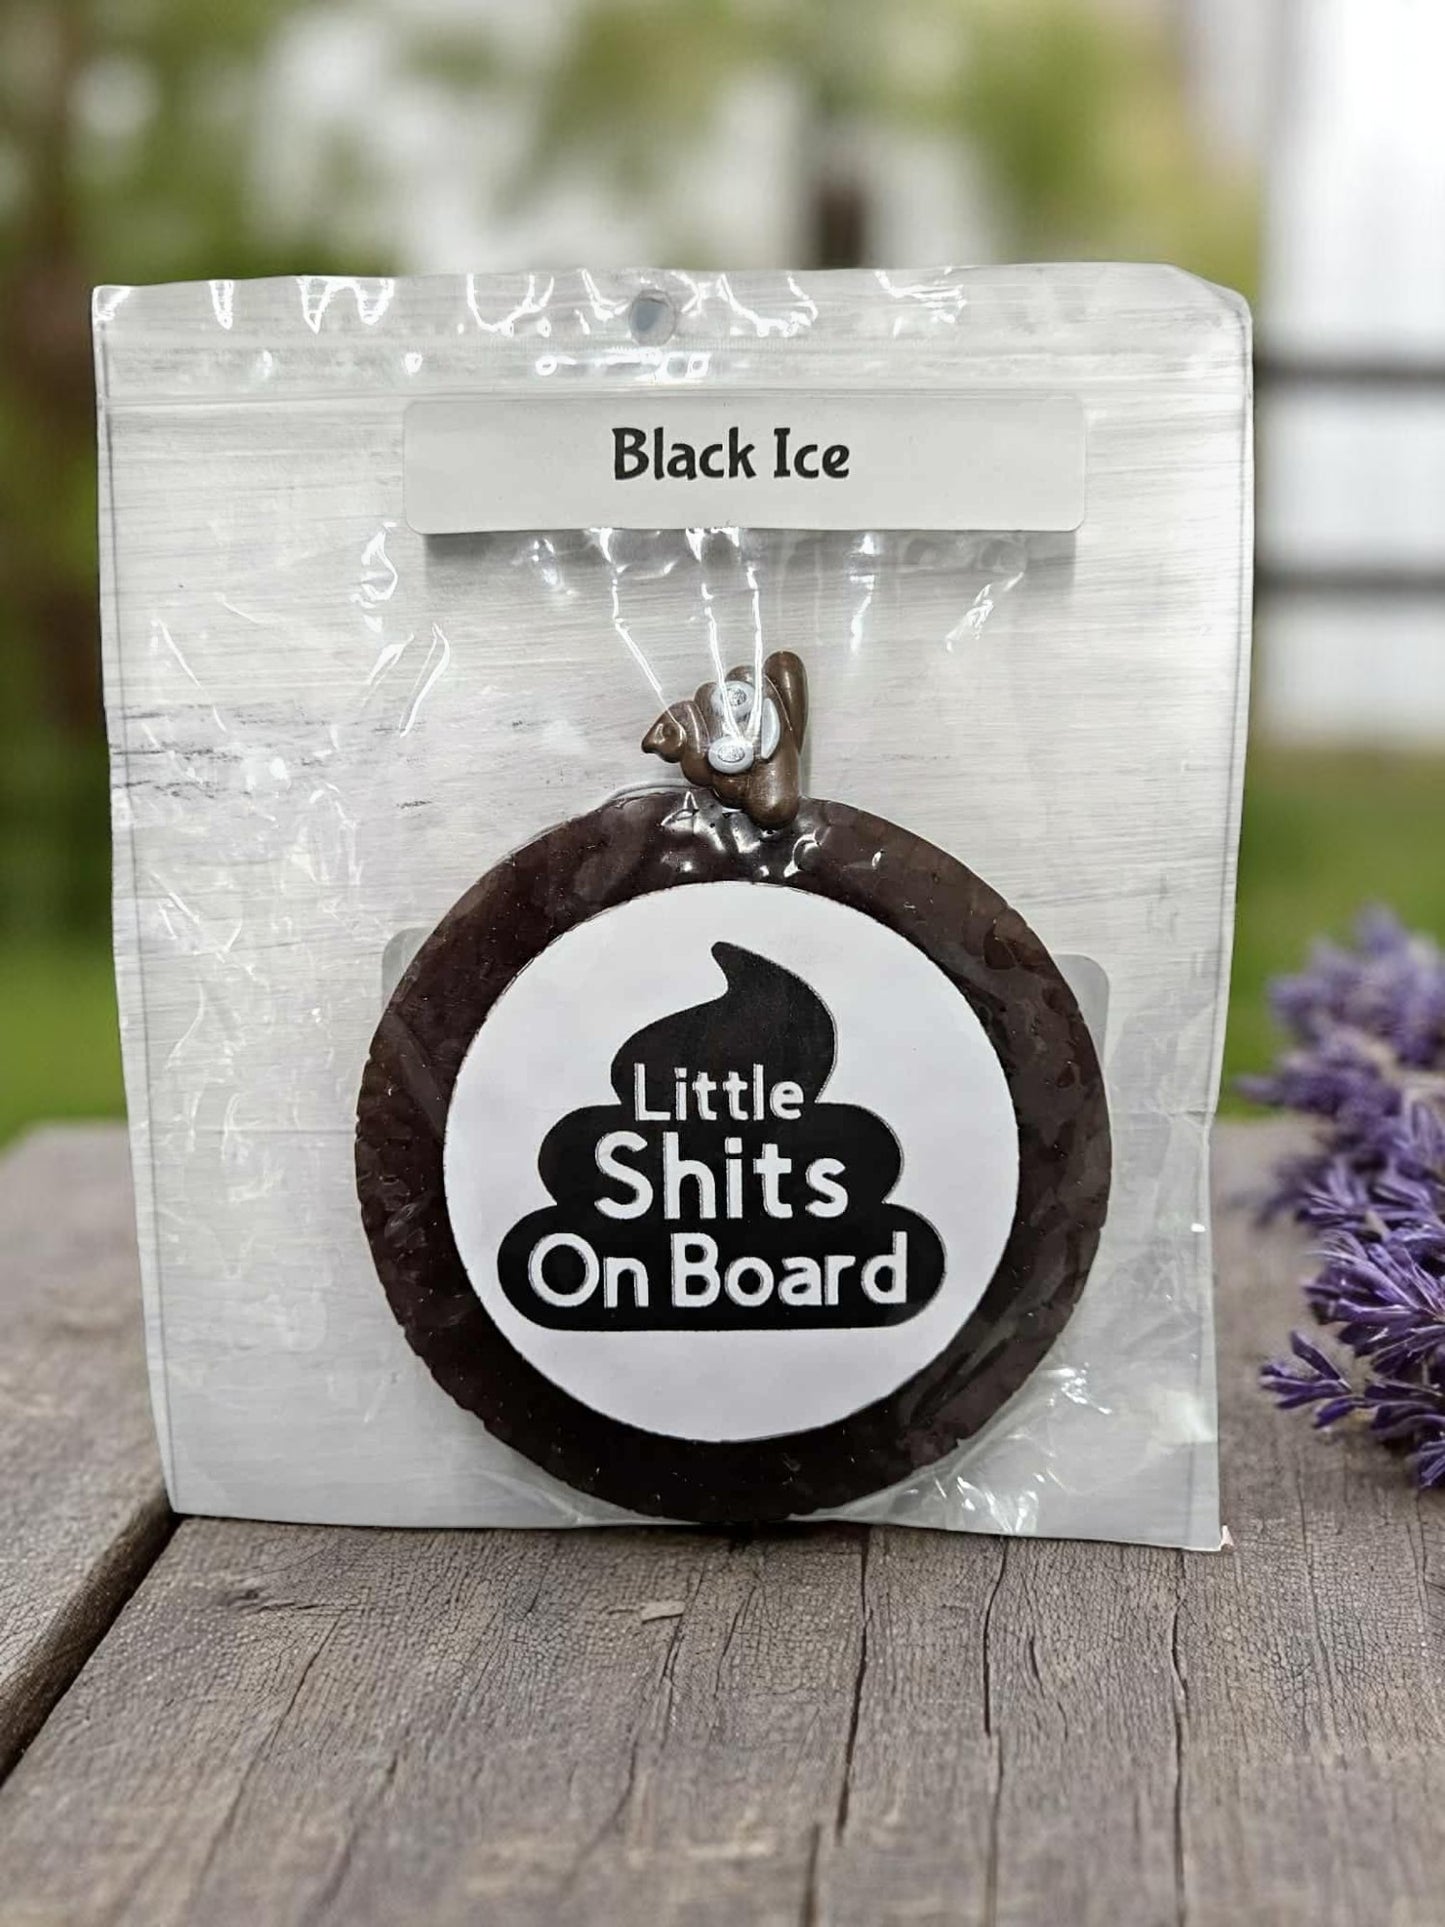 Black Ice
Little
Shits
On Board